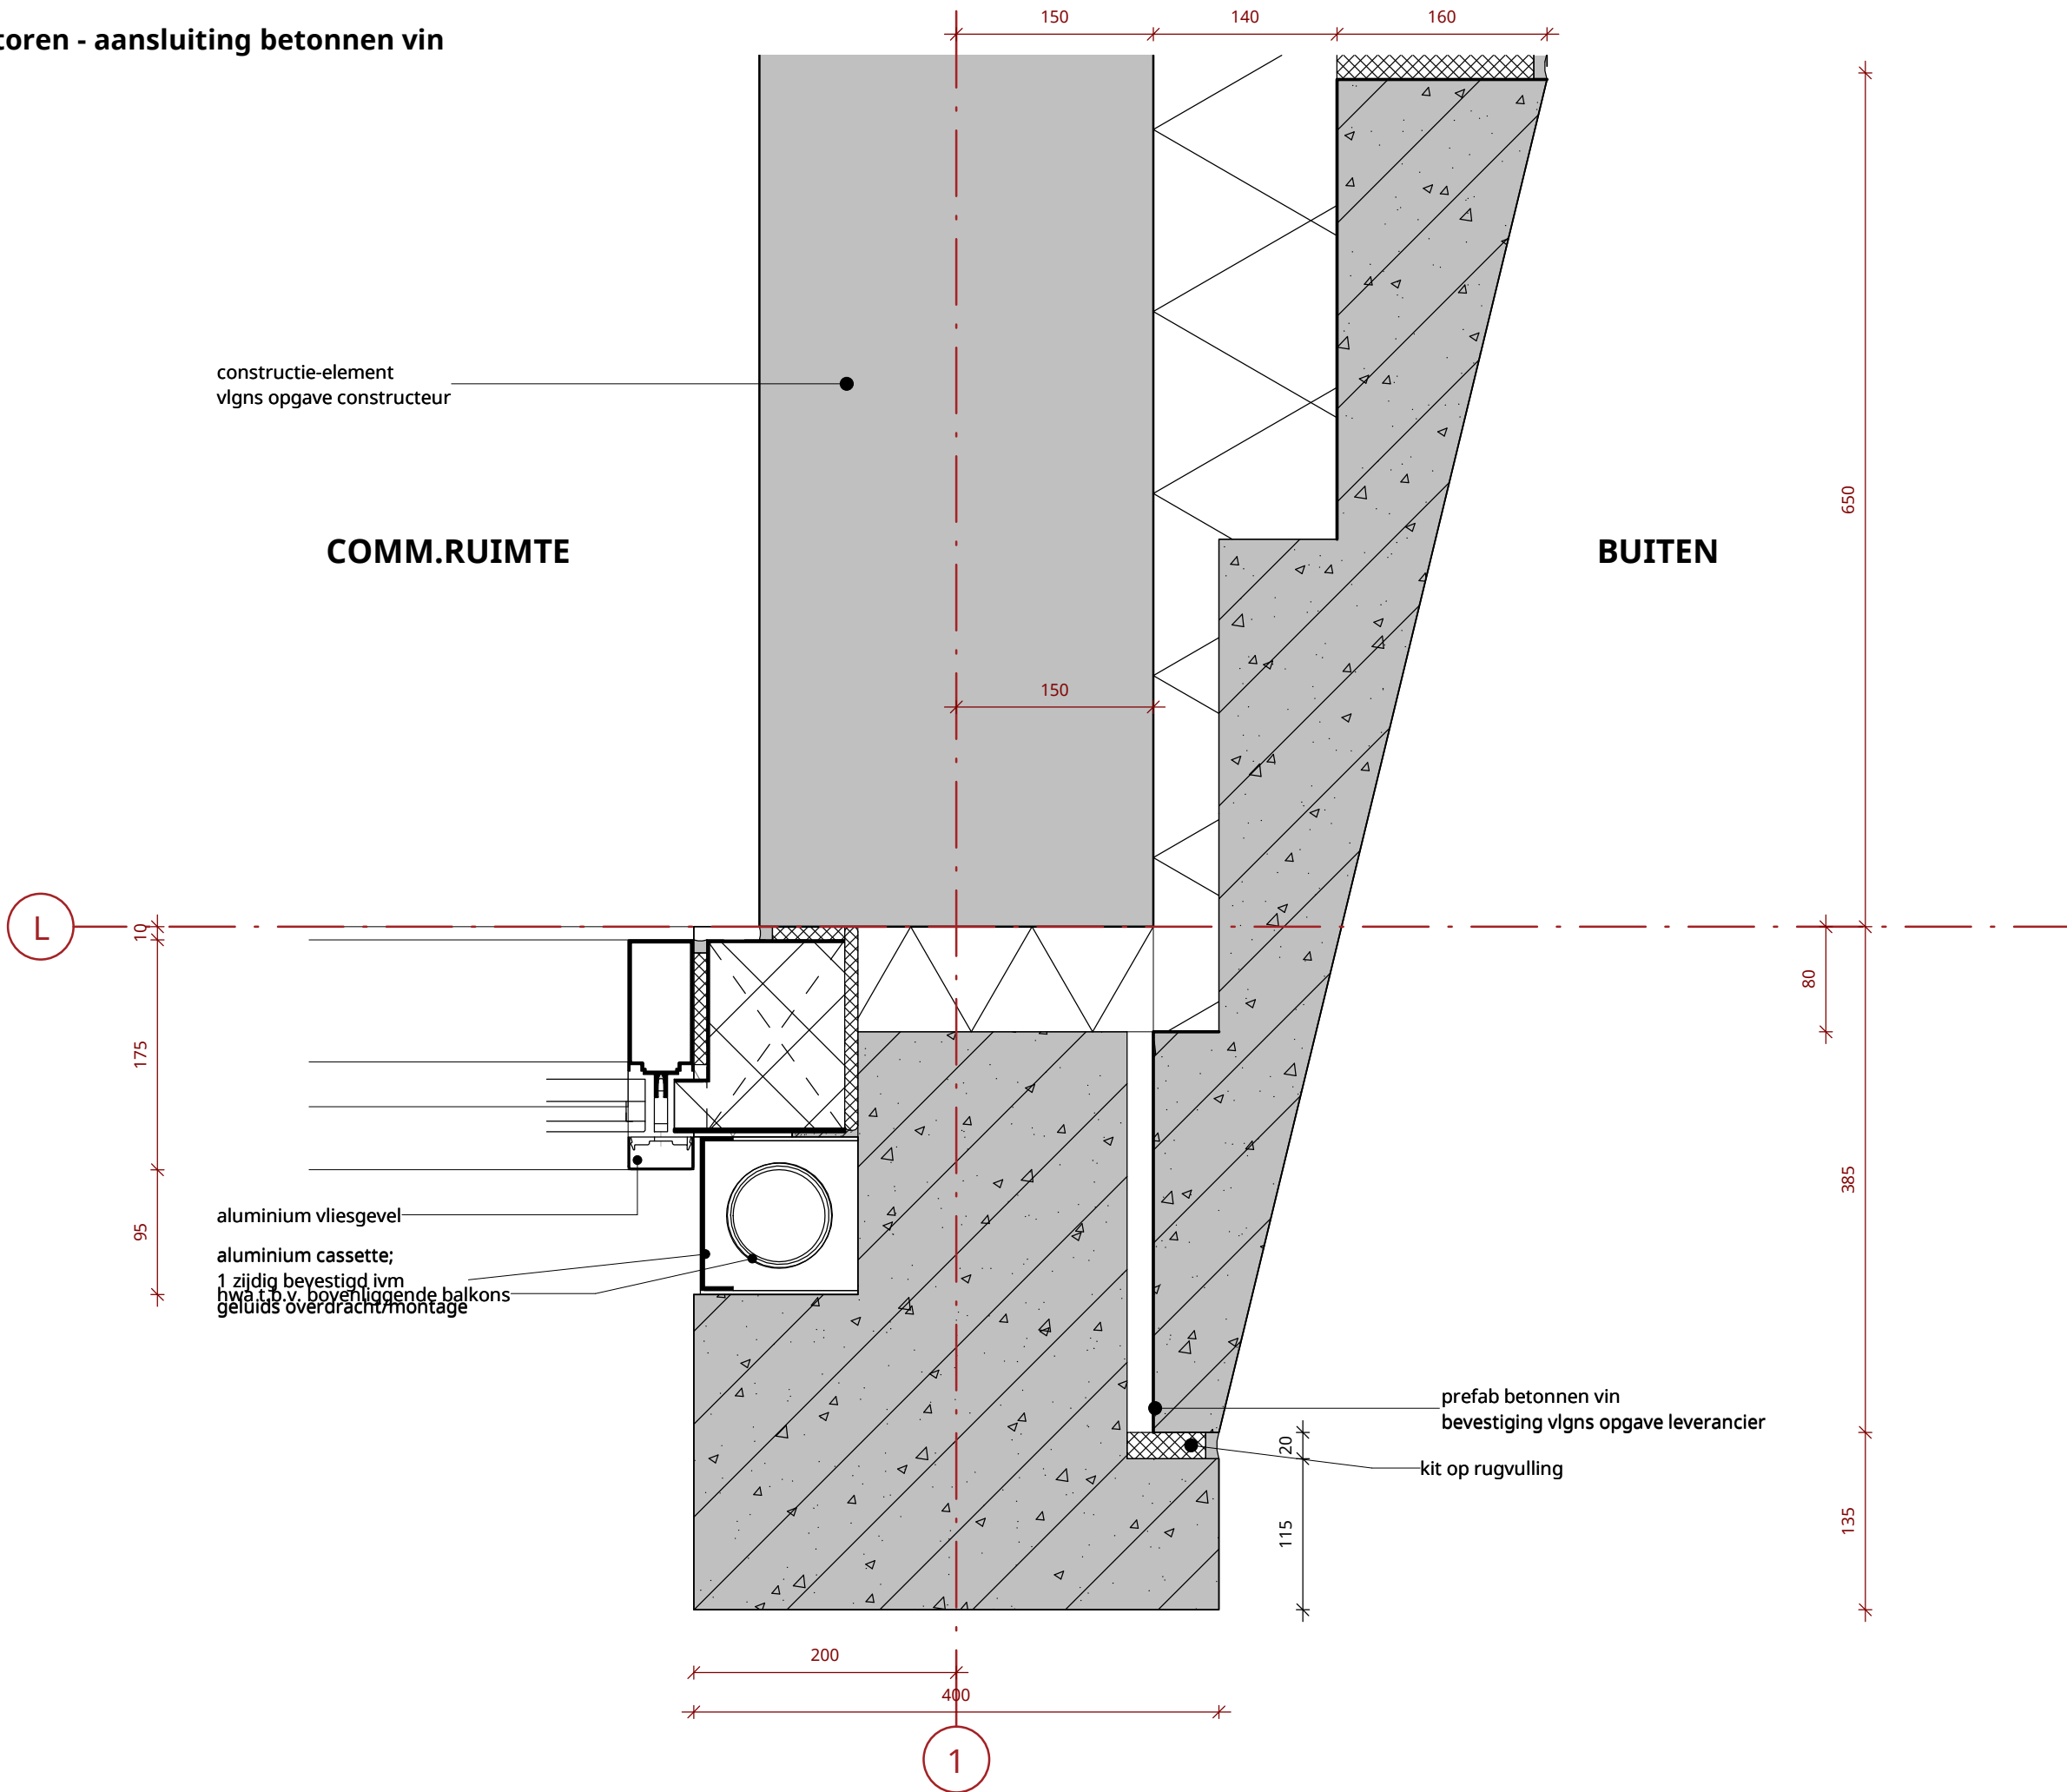 toren - aansluiting betonnen vin
150
140
160
constructie-element
vlgns opgave constructeur
650
COMM.RUIMTE
BUITEN
150
L
10
80
175
385
aluminium vliesgevel
95
aluminium cassette;
1 zijdig bevestigd ivm
hwa t.b.v. bovenliggende balkons
geluids overdracht/montage
prefab betonnen vin
bevestiging vlgns opgave leverancier
20
kit op rugvulling
115
135
200
400
1